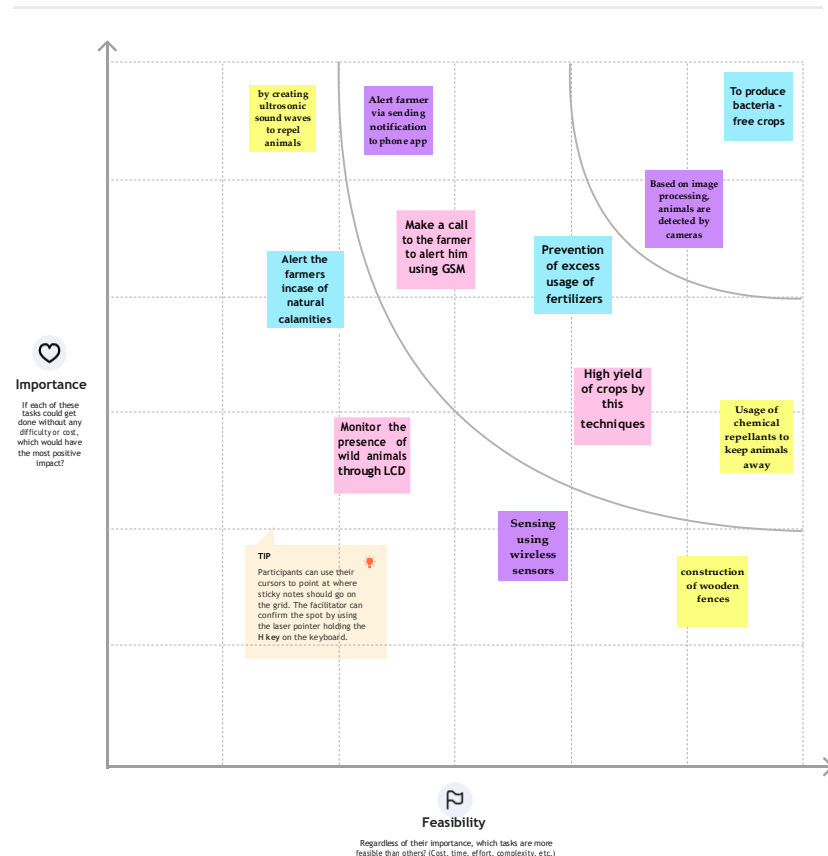 by creating
ultrasonic
sound waves
to repel
animals
Alert farmer
via sending
notification
to phone app
To produce
bacteria -
free crops
Based on image
processing,
animals are
detected by
cameras
Make a call
to the farmer
to alert him
using GSM
Prevention
of excess
usage of
fertilizers
Alert the
farmers
incase of
natural
calamities
Importance
If each of these
tasks could get
done without any
difficulty or cost,
which would have
the most positive
impact?
High yield
of crops by
this
techniques
Usage of
chemical
repellants to
keep animals
away
Monitor the
presence of
wild animals
through LCD
Sensing
using
wireless
sensors
construction
of wooden
fences
TIP
Participants can use their
cursors to point at where
sticky notes should go on
the grid. The facilitator can
confirm the spot by using
the laser pointer holding the
H key on the keyboard.
Feasibility
Regardless of their importance, which tasks are more
feasible than others? (Cost, time, effort, complexity, etc.)